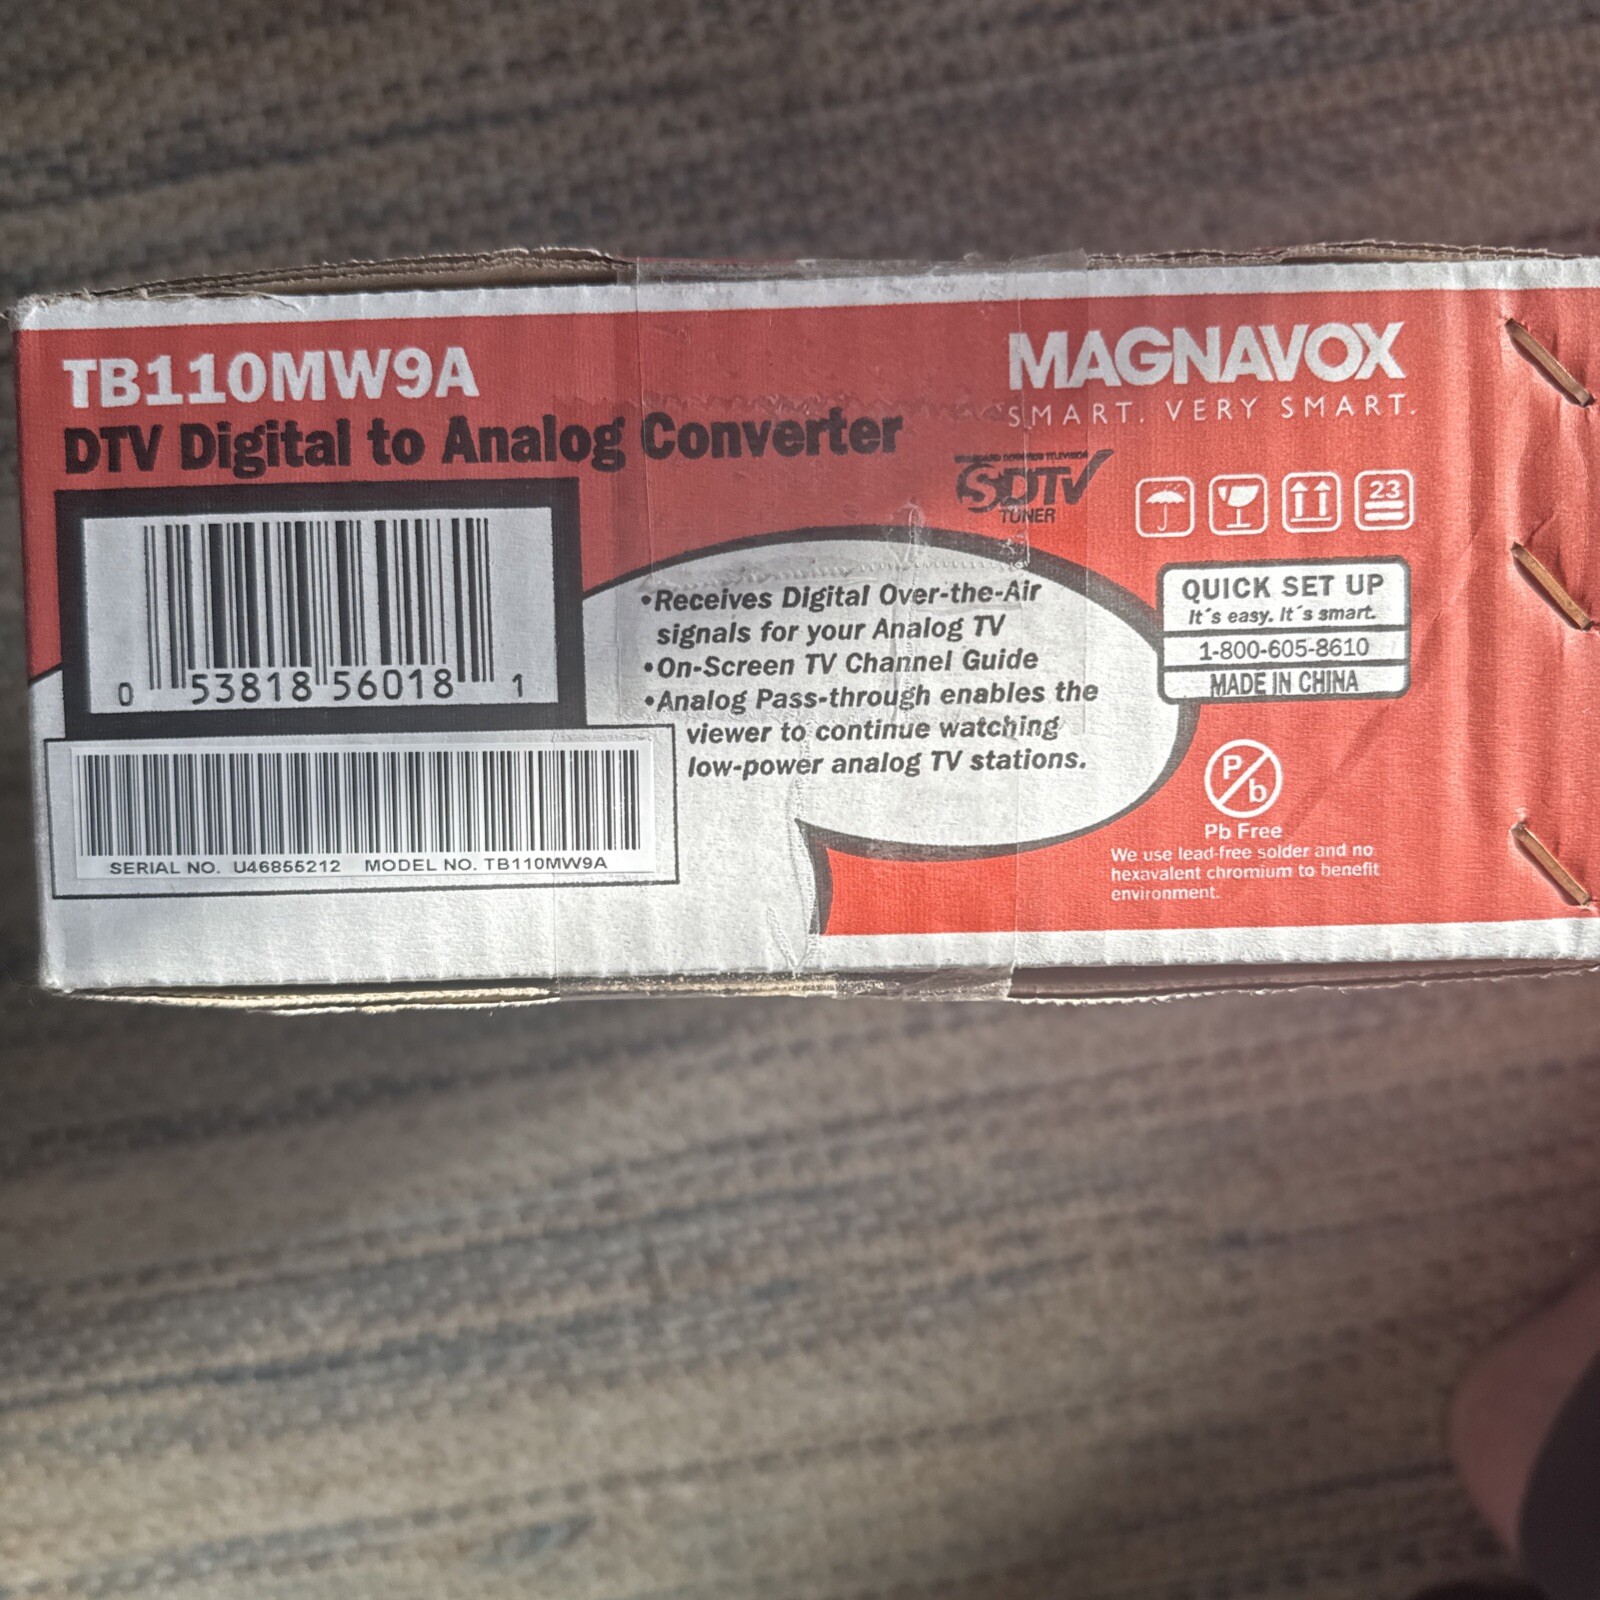 TB110MW9A
DTV Digital to Analog Converter
MAGNAVOX
SMART. VERY SMART.
STANDARD DEFINITION TELEVISION
SDTV
TUNER
23
0 53818 56018 1
SERIAL NO. U46855212 MODEL NO. TB110MW9A
•Receives Digital Over-the-Air
signals for your Analog TV
•On-Screen TV Channel Guide
•Analog Pass-through enables the
viewer to continue watching
low-power analog TV stations.
QUICK SET UP
It´s easy. It´s smart.
1-800-605-8610
MADE IN CHINA
P/b
Pb Free
We use lead-free solder and no
hexavalent chromium to benefit
environment.